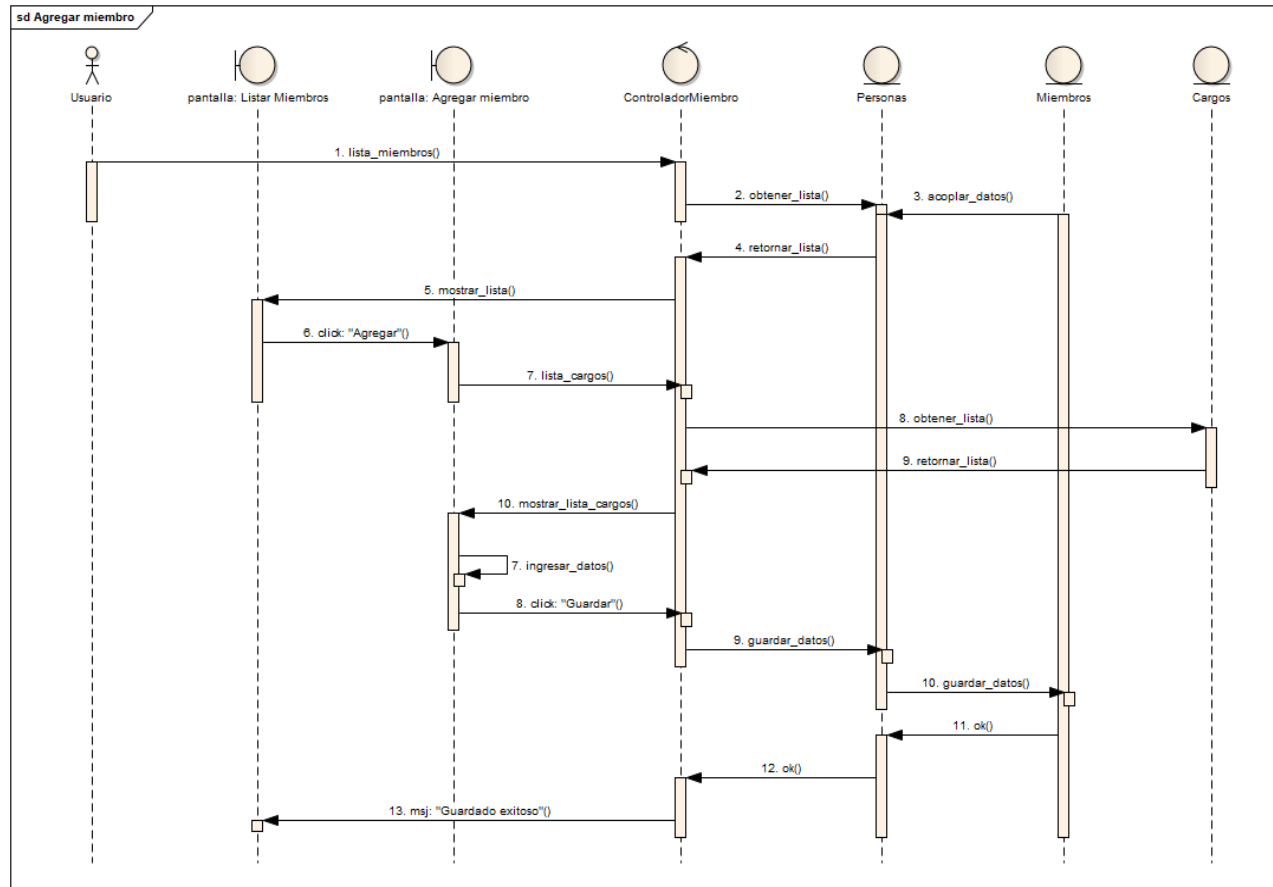 sd Agregar miembro
Usuario
pantalla: Listar Miembros
pantalla: Agregar miembro
ControladorMiembro
Personas
Miembros
Cargos
1. lista_miembros()
2. obtener_lista()
3. acoplar_datos()
4. retornar_lista()
5. mostrar_lista()
6. click: "Agregar"()
7. lista_cargos()
8. obtener_lista()
9. retornar_lista()
10. mostrar_lista_cargos()
7. ingresar_datos()
8. click: "Guardar"()
9. guardar_datos()
10. guardar_datos()
11. ok()
12. ok()
13. msj: "Guardado exitoso"()